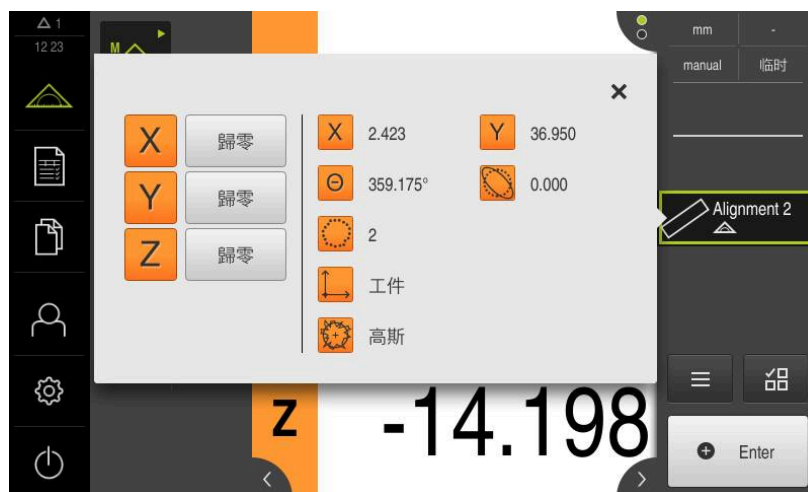 1
12 23
M
mm -
manual 临时
X 歸零
Y 歸零
Z 歸零
X 2.423 Y 36.950
Θ 359.175° 0.000
2
工件
高斯
Alignment 2
Z -14.198
Enter